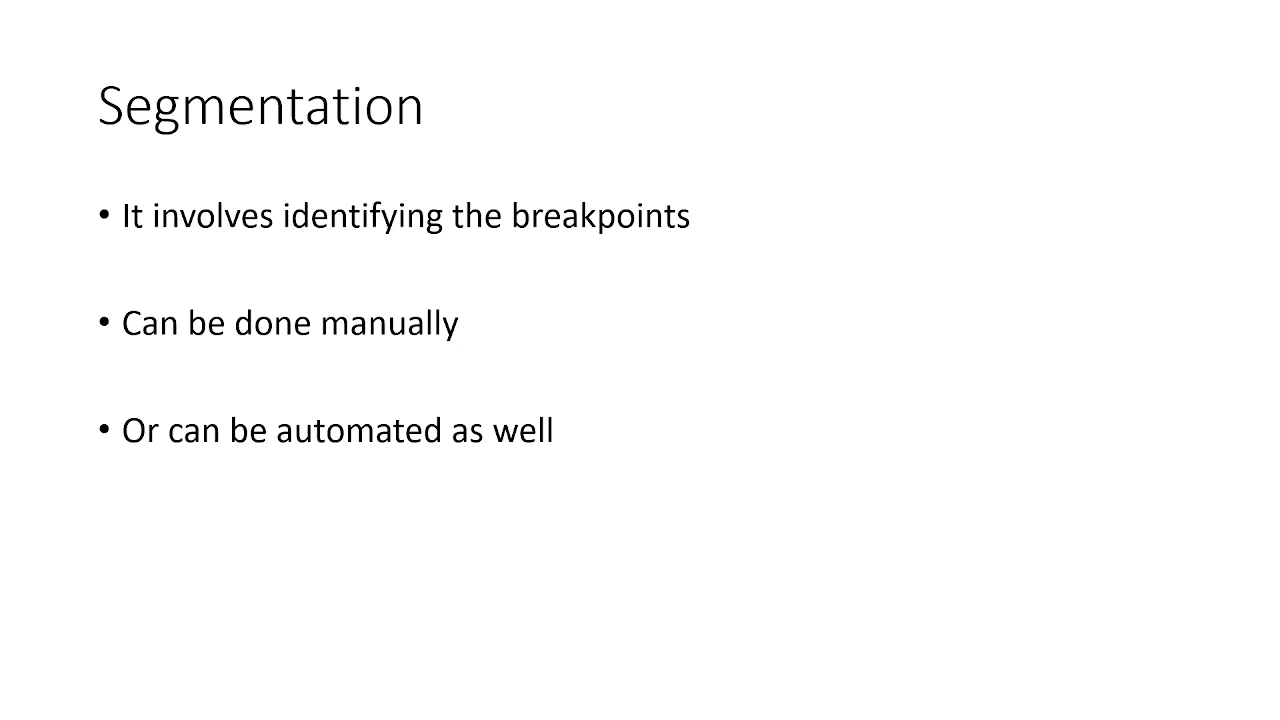 Segmentation
• It involves identifying the breakpoints
• Can be done manually
• Or can be automated as well